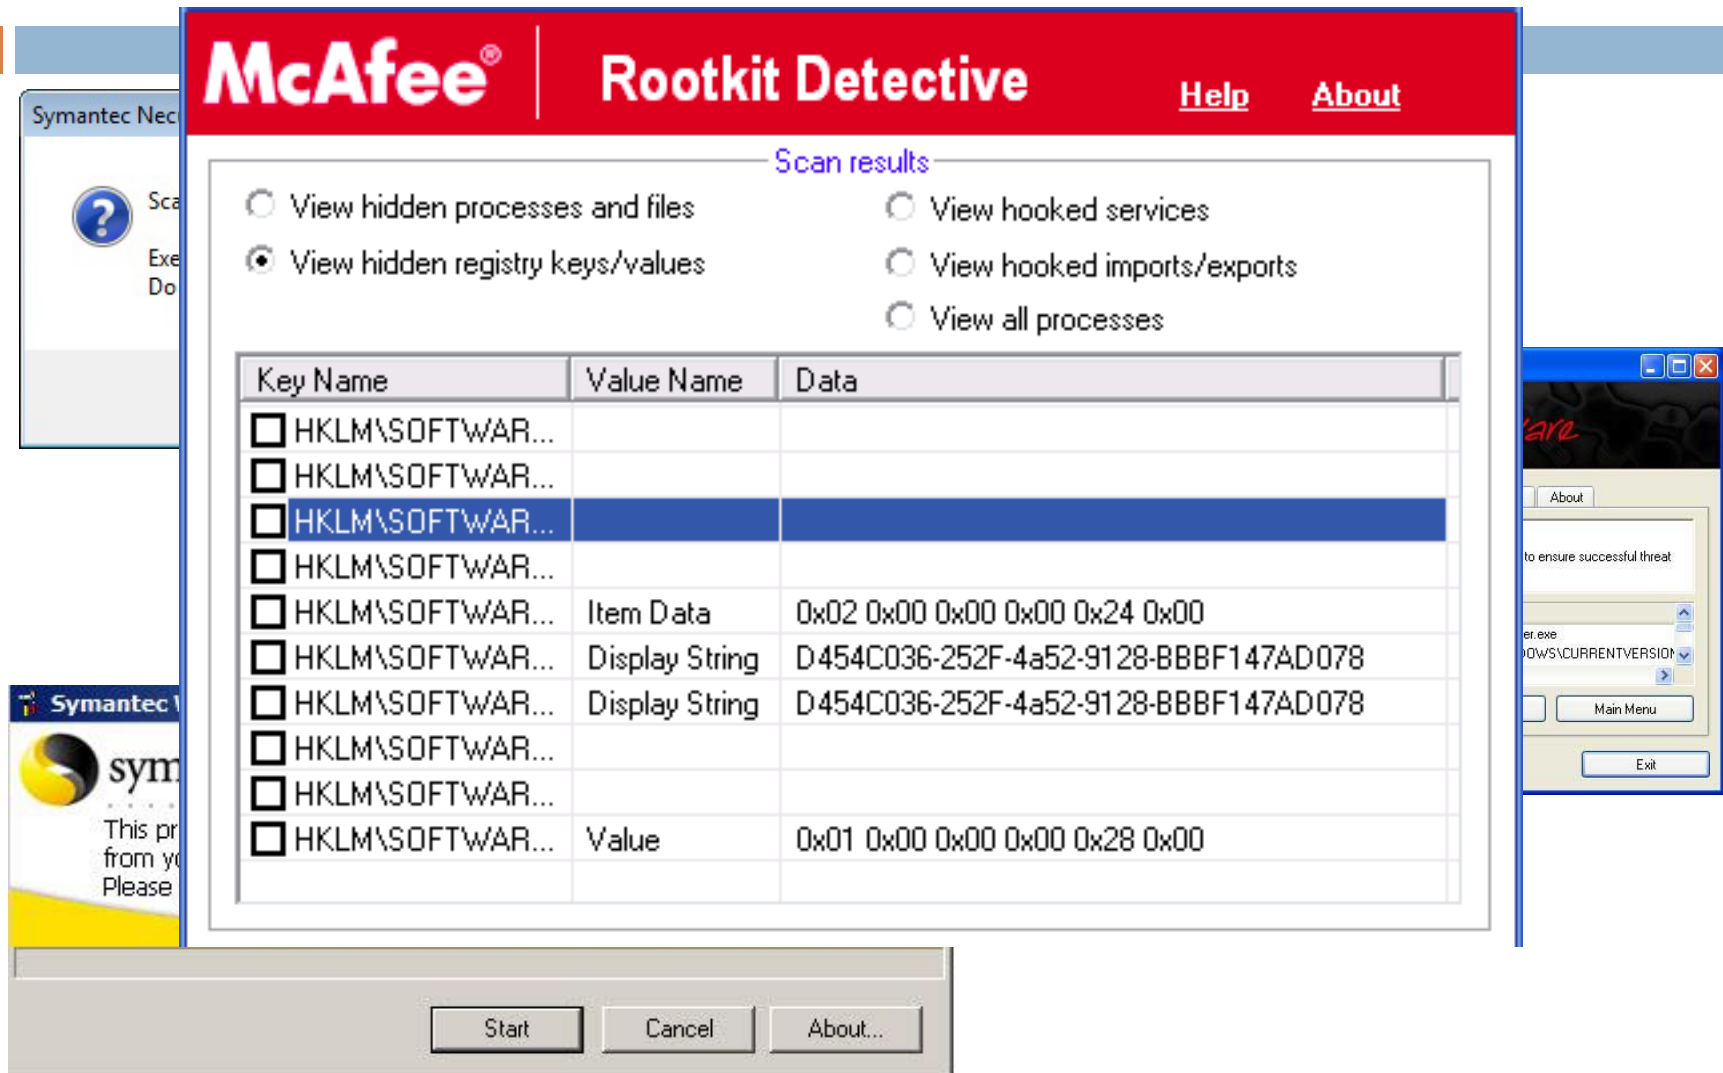 McAfee® Rootkit Detective Help About
Symantec Nec
Sca
Exe
Do
Scan results
View hidden processes and files
View hooked services
View hidden registry keys/values
View hooked imports/exports
View all processes
Key Name Value Name Data
HKLM\SOFTWAR...
HKLM\SOFTWAR...
HKLM\SOFTWAR...
HKLM\SOFTWAR...
HKLM\SOFTWAR... Item Data 0x02 0x00 0x00 0x00 0x24 0x00
HKLM\SOFTWAR... Display String D454C036-252F-4a52-9128-BBBF147AD078
HKLM\SOFTWAR... Display String D454C036-252F-4a52-9128-BBBF147AD078
HKLM\SOFTWAR...
HKLM\SOFTWAR...
HKLM\SOFTWAR... Value 0x01 0x00 0x00 0x00 0x28 0x00
are
About
to ensure successful threat
er.exe
OWS\CURRENTVERSION
Main Menu
Exit
Symantec
sym
This pr
from yo
Please
Start Cancel About...